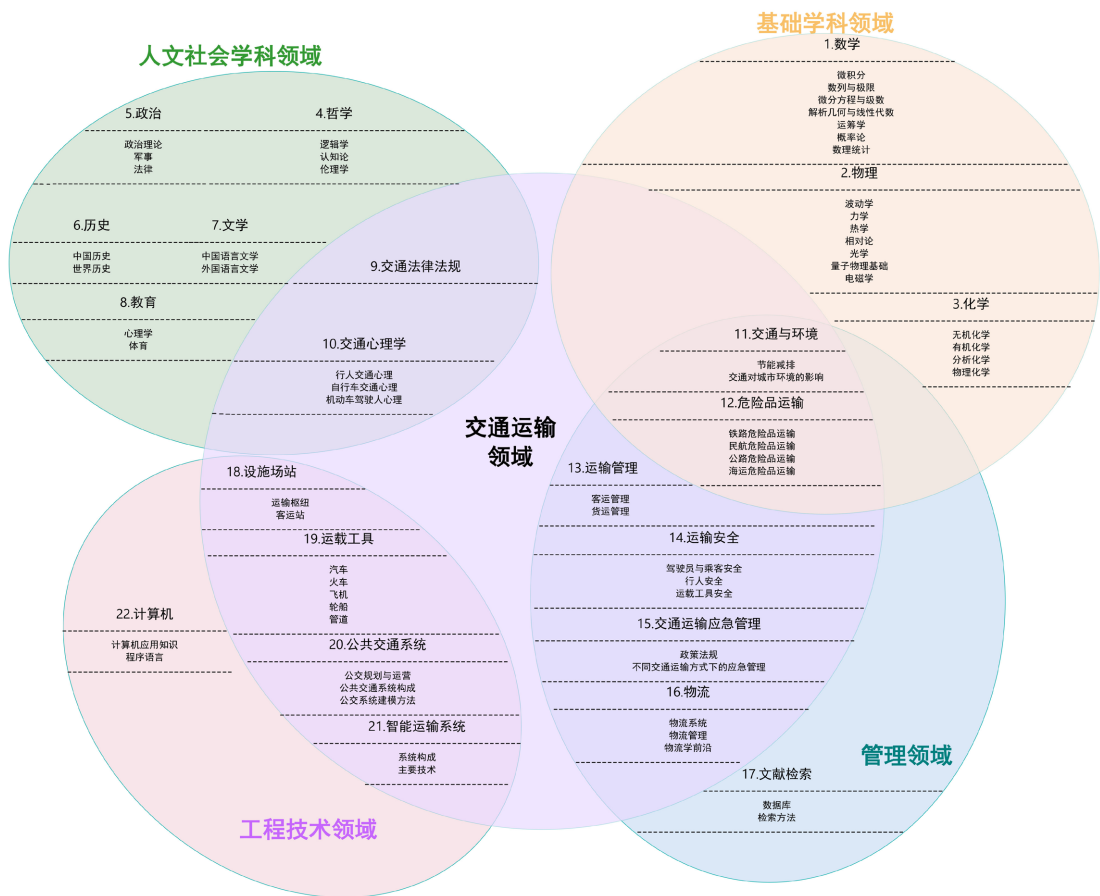 人文社会学科领域
5.政治
政治理论
军事
法律
4.哲学
逻辑学
认知论
伦理学
6.历史
中国历史
世界历史
7.文学
中国语言文学
外国语言文学
8.教育
心理学
体育
9.交通法律法规
10.交通心理学
行人交通心理
自行车交通心理
机动车驾驶人心理
基础学科领域
1.数学
微积分
数列与极限
微分方程与级数
解析几何与线性代数
运筹学
概率论
数理统计
2.物理
波动学
力学
热学
相对论
光学
量子物理基础
电磁学
3.化学
无机化学
有机化学
分析化学
物理化学
11.交通与环境
节能减排
交通对城市环境的影响
12.危险品运输
铁路危险品运输
民航危险品运输
公路危险品运输
海运危险品运输
交通运输
领域
13.运输管理
客运管理
货运管理
14.运输安全
驾驶员与乘客安全
行人安全
运载工具安全
15.交通运输应急管理
政策法规
不同交通运输方式下的应急管理
16.物流
物流系统
物流管理
物流学前沿
管理领域
17.文献检索
数据库
检索方法
18.设施场站
运输枢纽
客运站
19.运载工具
汽车
火车
飞机
轮船
管道
20.公共交通系统
公交规划与运营
公共交通系统构成
公交系统建模方法
21.智能运输系统
系统构成
主要技术
22.计算机
计算机应用知识
程序语言
工程技术领域